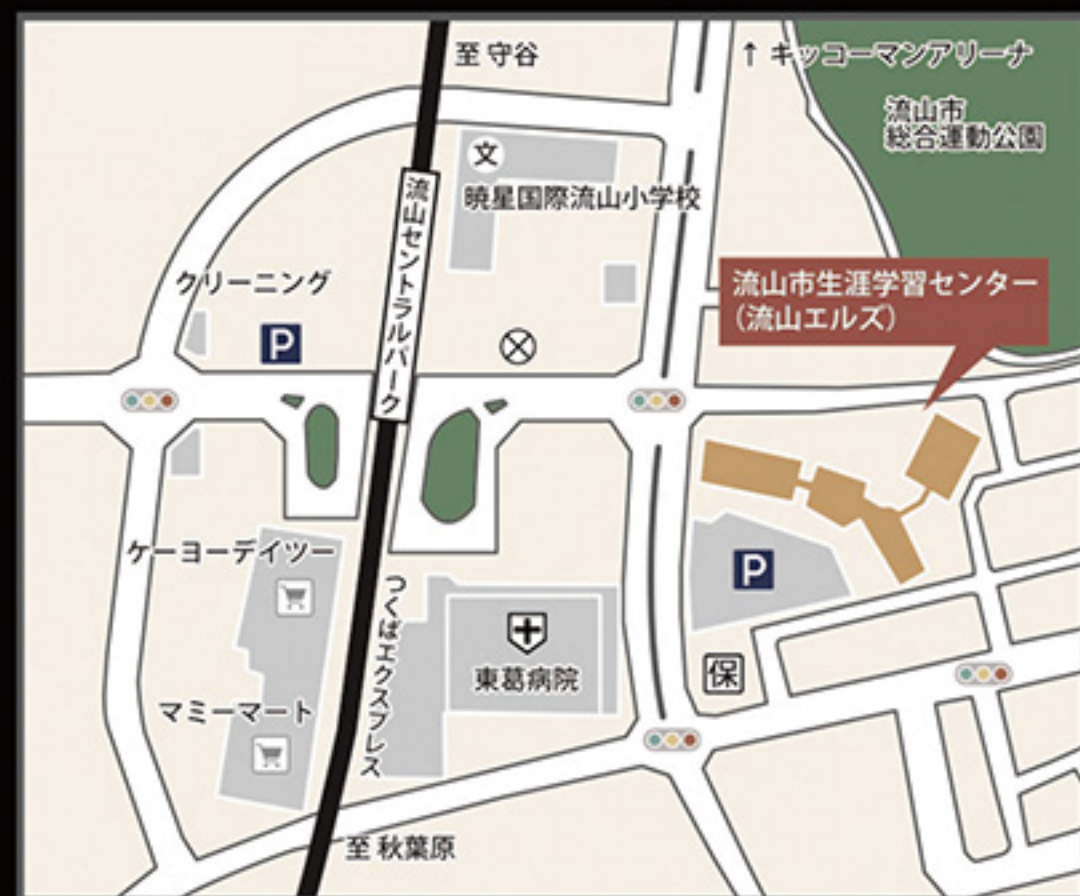 至 守谷
↑ キッコーマンアリーナ
流山市
総合運動公園
文
暁星国際流山小学校
流山セントラルパーク
クリーニング
P
流山市生涯学習センター
（流山エルズ）
ケーヨーデイツー
P
つくばエクスプレス
東葛病院
保
マミーマート
至 秋葉原